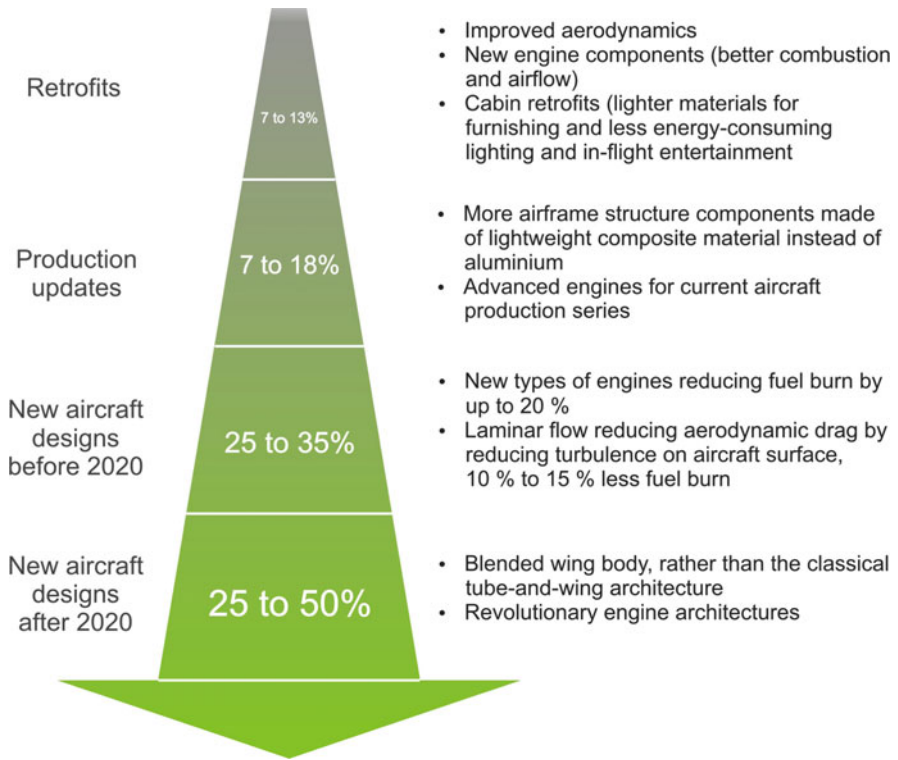 Retrofits
7 to 13%
• Improved aerodynamics
• New engine components (better combustion
and airflow)
• Cabin retrofits (lighter materials for
furnishing and less energy-consuming
lighting and in-flight entertainment
Production
updates
7 to 18%
• More airframe structure components made
of lightweight composite material instead of
aluminium
• Advanced engines for current aircraft
production series
New aircraft
designs
before 2020
25 to 35%
• New types of engines reducing fuel burn by
up to 20 %
• Laminar flow reducing aerodynamic drag by
reducing turbulence on aircraft surface,
10 % to 15 % less fuel burn
New aircraft
designs
after 2020
25 to 50%
• Blended wing body, rather than the classical
tube-and-wing architecture
• Revolutionary engine architectures